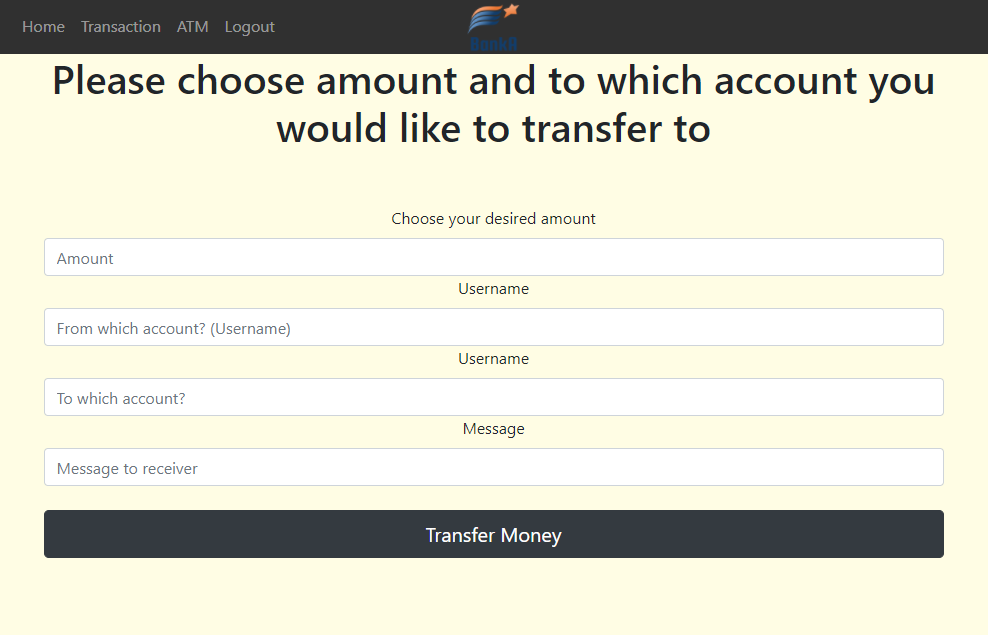 Home Transaction ATM Logout
Please choose amount and to which account you
would like to transfer to
Choose your desired amount
Amount
Username
From which account? (Username)
Username
To which account?
Message
Message to receiver
Transfer Money